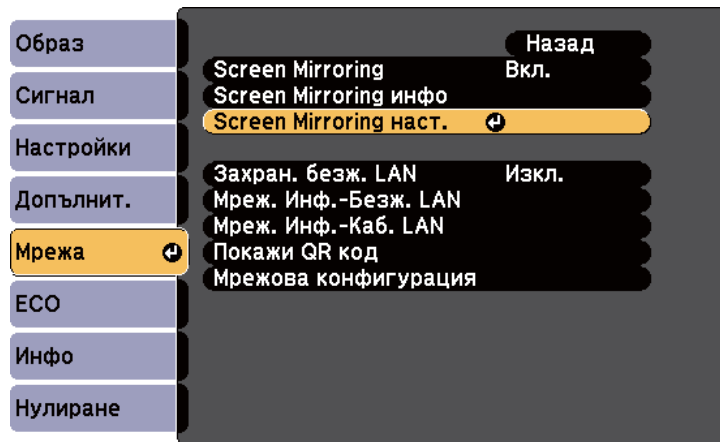 Образ
Сигнал
Настройки
Допълнит.
Мрежа
ECO
Инфо
Нулиране
Назад
Screen Mirroring Вкл.
Screen Mirroring инфо
Screen Mirroring наст.
Захран. безж. LAN Изкл.
Мреж. Инф.-Безж. LAN
Мреж. Инф.-Каб. LAN
Покажи QR код
Мрежова конфигурация